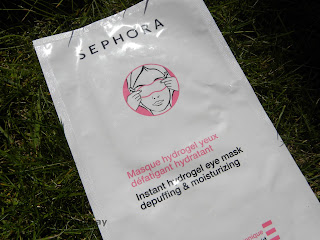 SEPHORA
Masque hydrogel yeux
défatigant hydratant
Instant hydrogel eye mask
depuffing & moisturizing